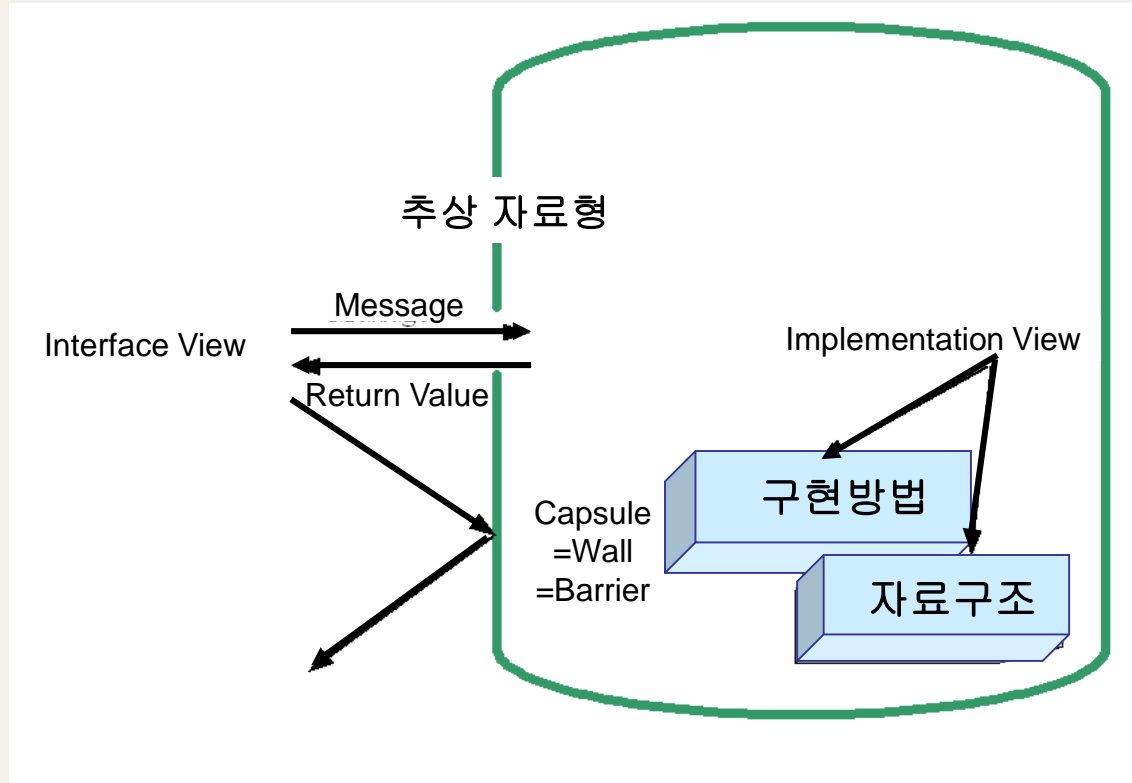 추상 자료형
Message
Interface View
Return Value
Implementation View
구현방법
Capsule
=Wall
=Barrier
자료구조